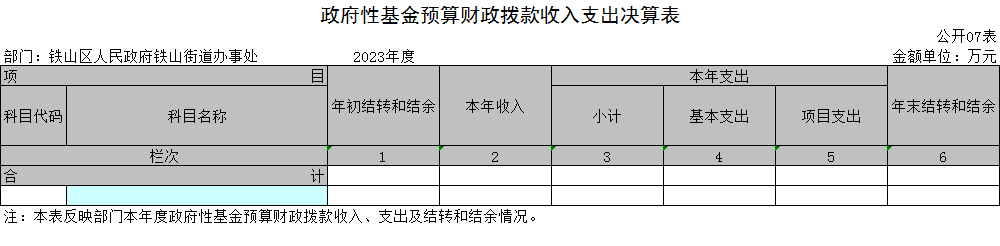 政府性基金预算财政拨款收入支出决算表
公开07表
部门：铁山区人民政府铁山街道办事处 2023年度 金额单位：万元
项 目 年初结转和结余 本年收入 本年支出 年末结转和结余
科目代码 科目名称 小计 基本支出 项目支出
栏次 1 2 3 4 5 6
合 计
注：本表反映部门本年度政府性基金预算财政拨款收入、支出及结转和结余情况。